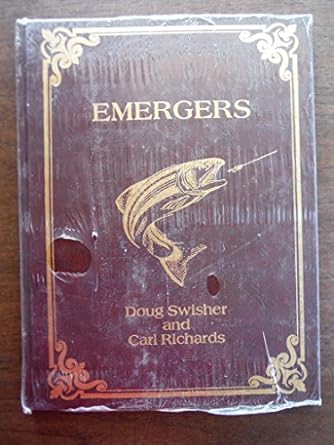 EMERGERS
Doug Swisher
and
Carl Richards